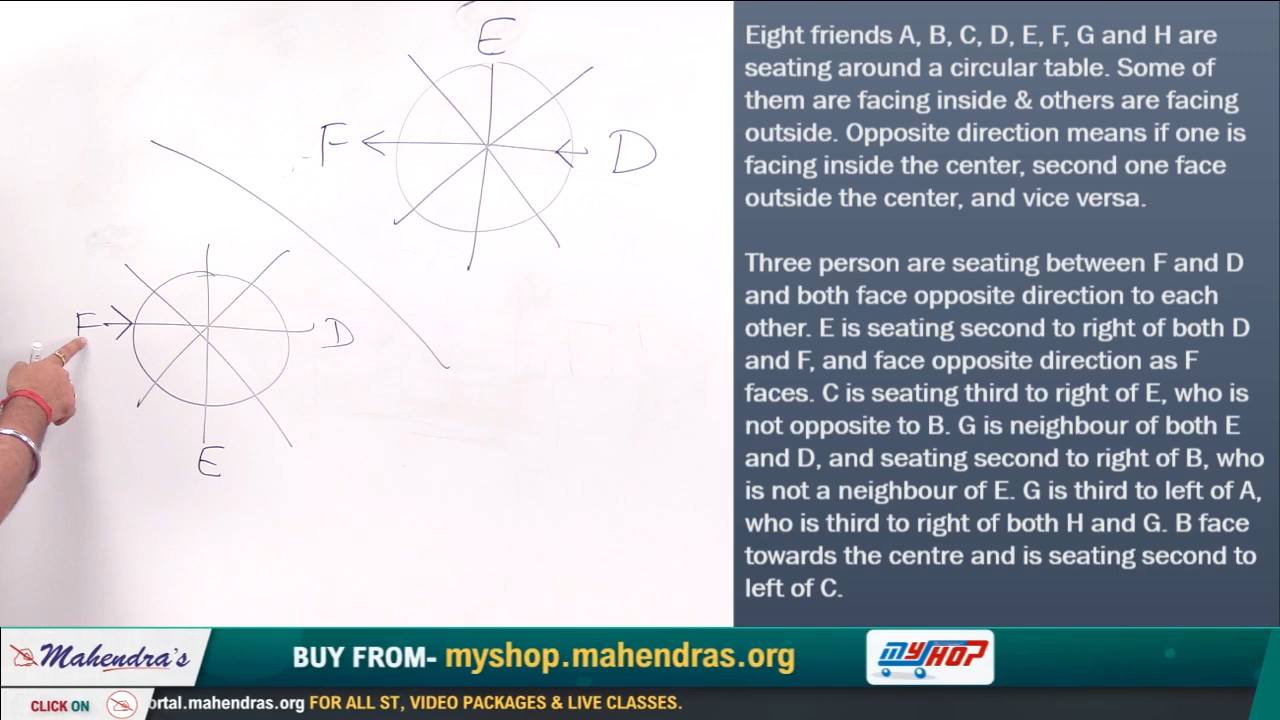 E
F
D
F
D
E
Eight friends A, B, C, D, E, F, G and H are
seating around a circular table. Some of
them are facing inside & others are facing
outside. Opposite direction means if one is
facing inside the center, second one face
outside the center, and vice versa.
Three person are seating between F and D
and both face opposite direction to each
other. E is seating second to right of both D
and F, and face opposite direction as F
faces. C is seating third to right of E, who is
not opposite to B. G is neighbour of both E
and D, and seating second to right of B, who
is not a neighbour of E. G is third to left of A,
who is third to right of both H and G. B face
towards the centre and is seating second to
left of C.
Mahendra's
BUY FROM- myshop.mahendras.org
MY HOP
CLICK ON
ortal.mahendras.org FOR ALL ST, VIDEO PACKAGES & LIVE CLASSES.